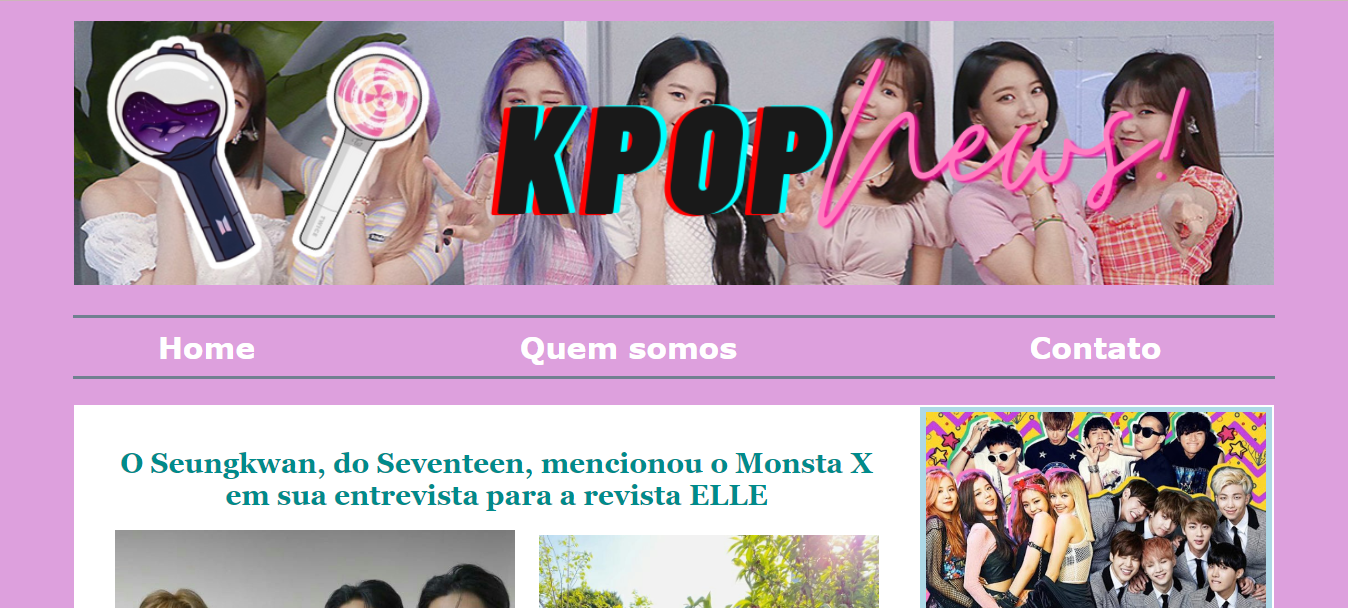 KPOP News!
Home Quem somos Contato
O Seungkwan, do Seventeen, mencionou o Monsta X
em sua entrevista para a revista ELLE